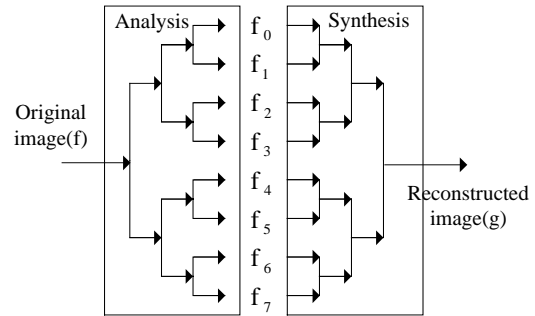 Analysis
Synthesis
f0
f1
f2
f3
f4
f5
f6
f7
Original
image(f)
Reconstructed
image(g)